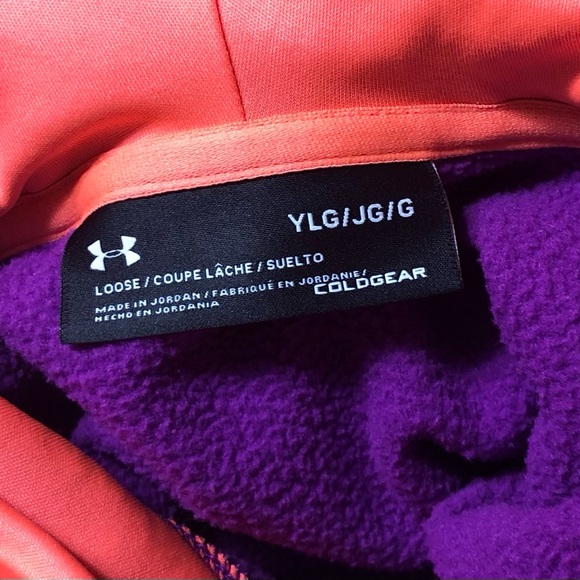 YLG/JG/G
LOOSE / COUPE LÂCHE / SUELTO
MADE IN JORDAN / FABRIQUÉ EN JORDANIE/
HECHO EN JORDANIA
COLDGEAR